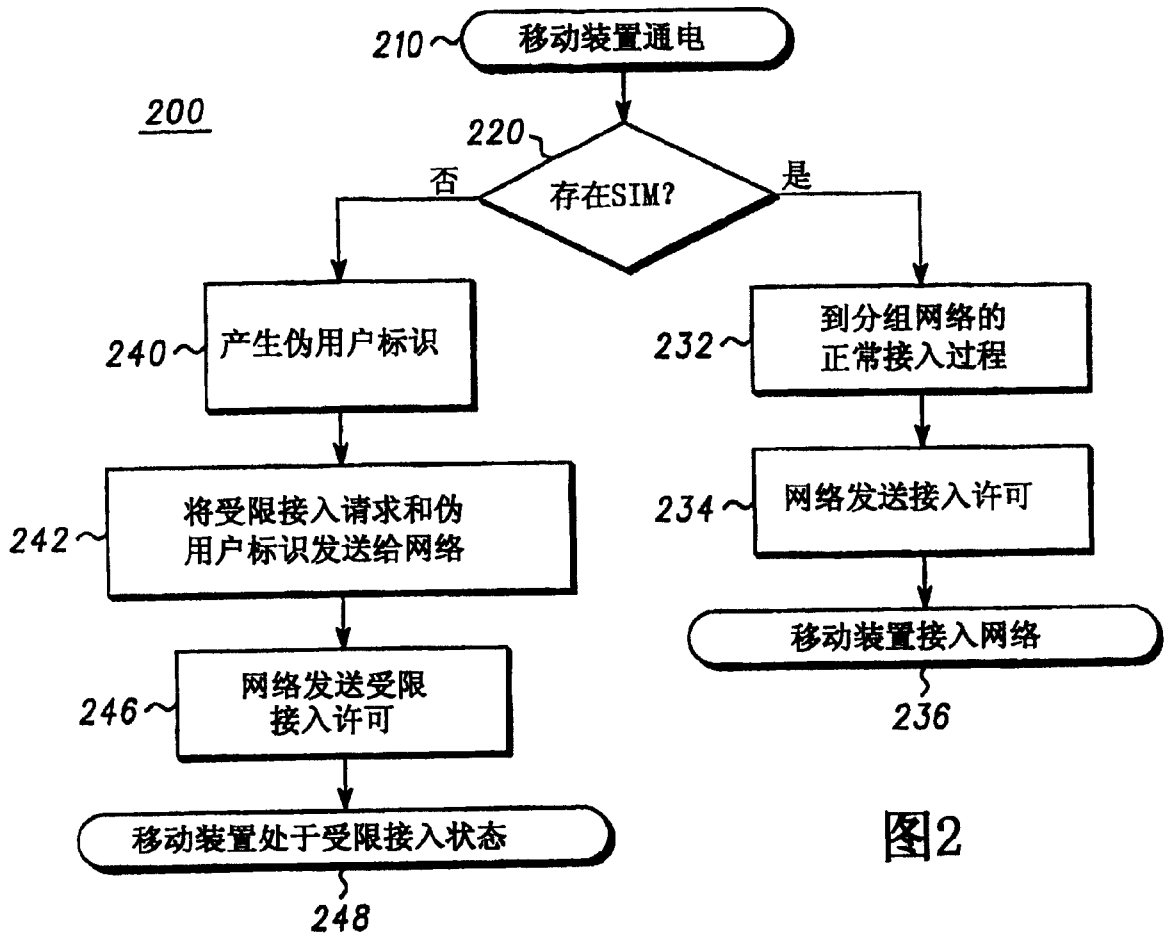 210
移动装置通电
200
220
否
存在SIM?
是
240
产生伪用户标识
232
到分组网络的
正常接入过程
242
将受限接入请求和伪
用户标识发送给网络
234
网络发送接入许可
246
网络发送受限
接入许可
移动装置接入网络
236
移动装置处于受限接入状态
248
图2